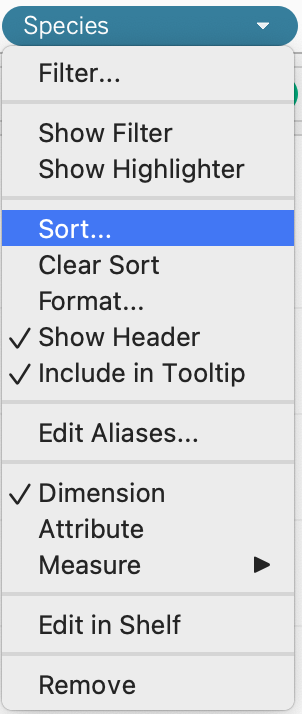 Species
Filter...
Show Filter
Show Highlighter
Sort...
Clear Sort
Format...
Show Header
Include in Tooltip
Edit Aliases...
Dimension
Attribute
Measure
Edit in Shelf
Remove